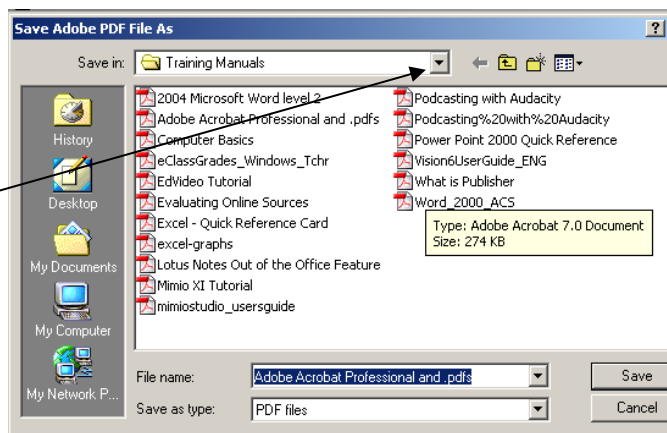 Save Adobe PDF File As
Save in: Training Manuals
History
Desktop
My Documents
My Computer
My Network P...
2004 Microsoft Word level 2
Adobe Acrobat Professional and .pdfs
Computer Basics
eClassGrades_Windows_Tchr
EdVideo Tutorial
Evaluating Online Sources
Excel - Quick Reference Card
excel-graphs
Lotus Notes Out of the Office Feature
Mimio XI Tutorial
mimiostudio_usersguide
Podcasting with Audacity
Podcasting%20with%20Audacity
Power Point 2000 Quick Reference
Vision6UserGuide_ENG
What is Publisher
Word_2000_ACS
Type: Adobe Acrobat 7.0 Document
Size: 274 KB
File name: Adobe Acrobat Professional and .pdfs Save
Save as type: PDF files Cancel